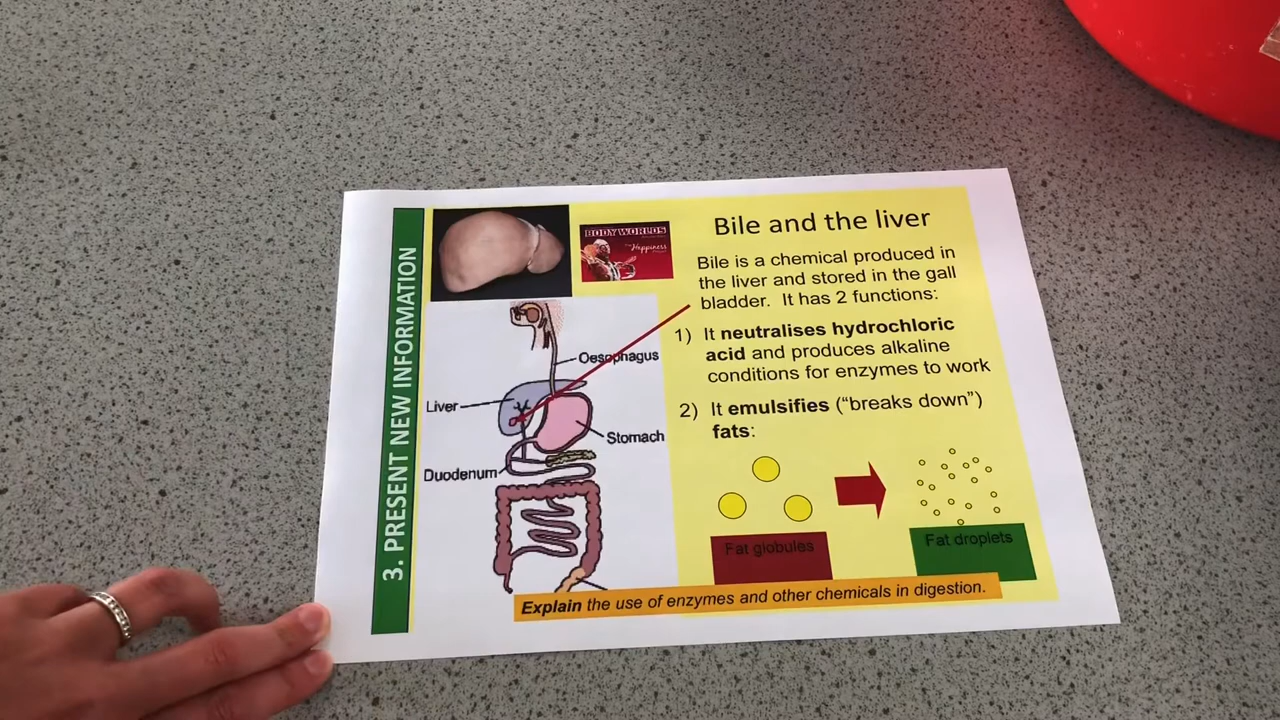 3. PRESENT NEW INFORMATION
BODY WORLDS
Happiness
Bile and the liver
Bile is a chemical produced in
the liver and stored in the gall
bladder. It has 2 functions:
1) It neutralises hydrochloric
acid and produces alkaline
conditions for enzymes to work
2) It emulsifies (“breaks down”)
fats:
Oesophagus
Liver
Stomach
Duodenum
Fat globules
Fat droplets
Explain the use of enzymes and other chemicals in digestion.